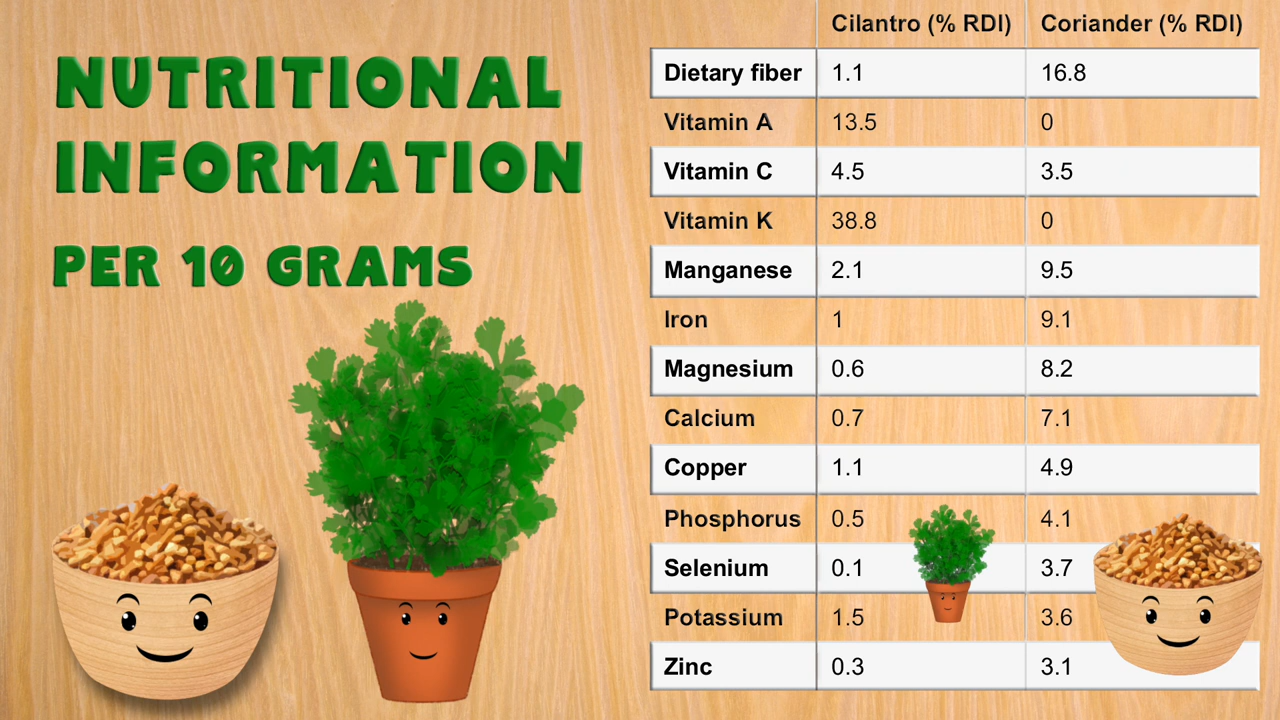 NUTRITIONAL
INFORMATION
PER 10 GRAMS
Cilantro (% RDI) Coriander (% RDI)
Dietary fiber 1.1 16.8
Vitamin A 13.5 0
Vitamin C 4.5 3.5
Vitamin K 38.8 0
Manganese 2.1 9.5
Iron 1 9.1
Magnesium 0.6 8.2
Calcium 0.7 7.1
Copper 1.1 4.9
Phosphorus 0.5 4.1
Selenium 0.1 3.7
Potassium 1.5 3.6
Zinc 0.3 3.1